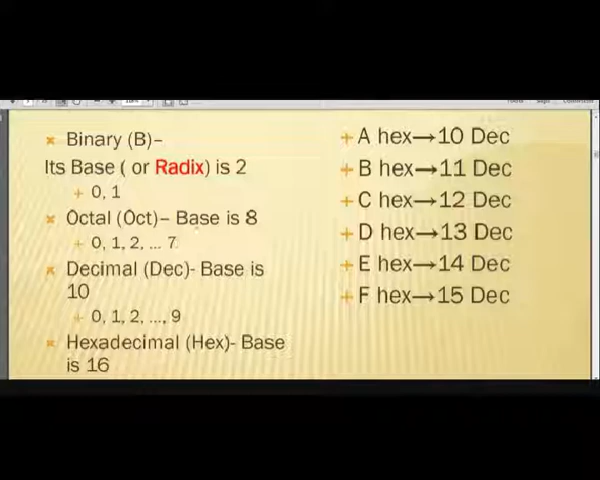 Binary (B)–
Its Base ( or Radix) is 2
+ 0, 1
Octal (Oct)– Base is 8
+ 0, 1, 2, ... 7
Decimal (Dec)- Base is
10
+ 0, 1, 2, ..., 9
Hexadecimal (Hex)- Base
is 16
+ A hex→10 Dec
+ B hex→11 Dec
+ C hex→12 Dec
+ D hex→13 Dec
+ E hex→14 Dec
+ F hex→15 Dec